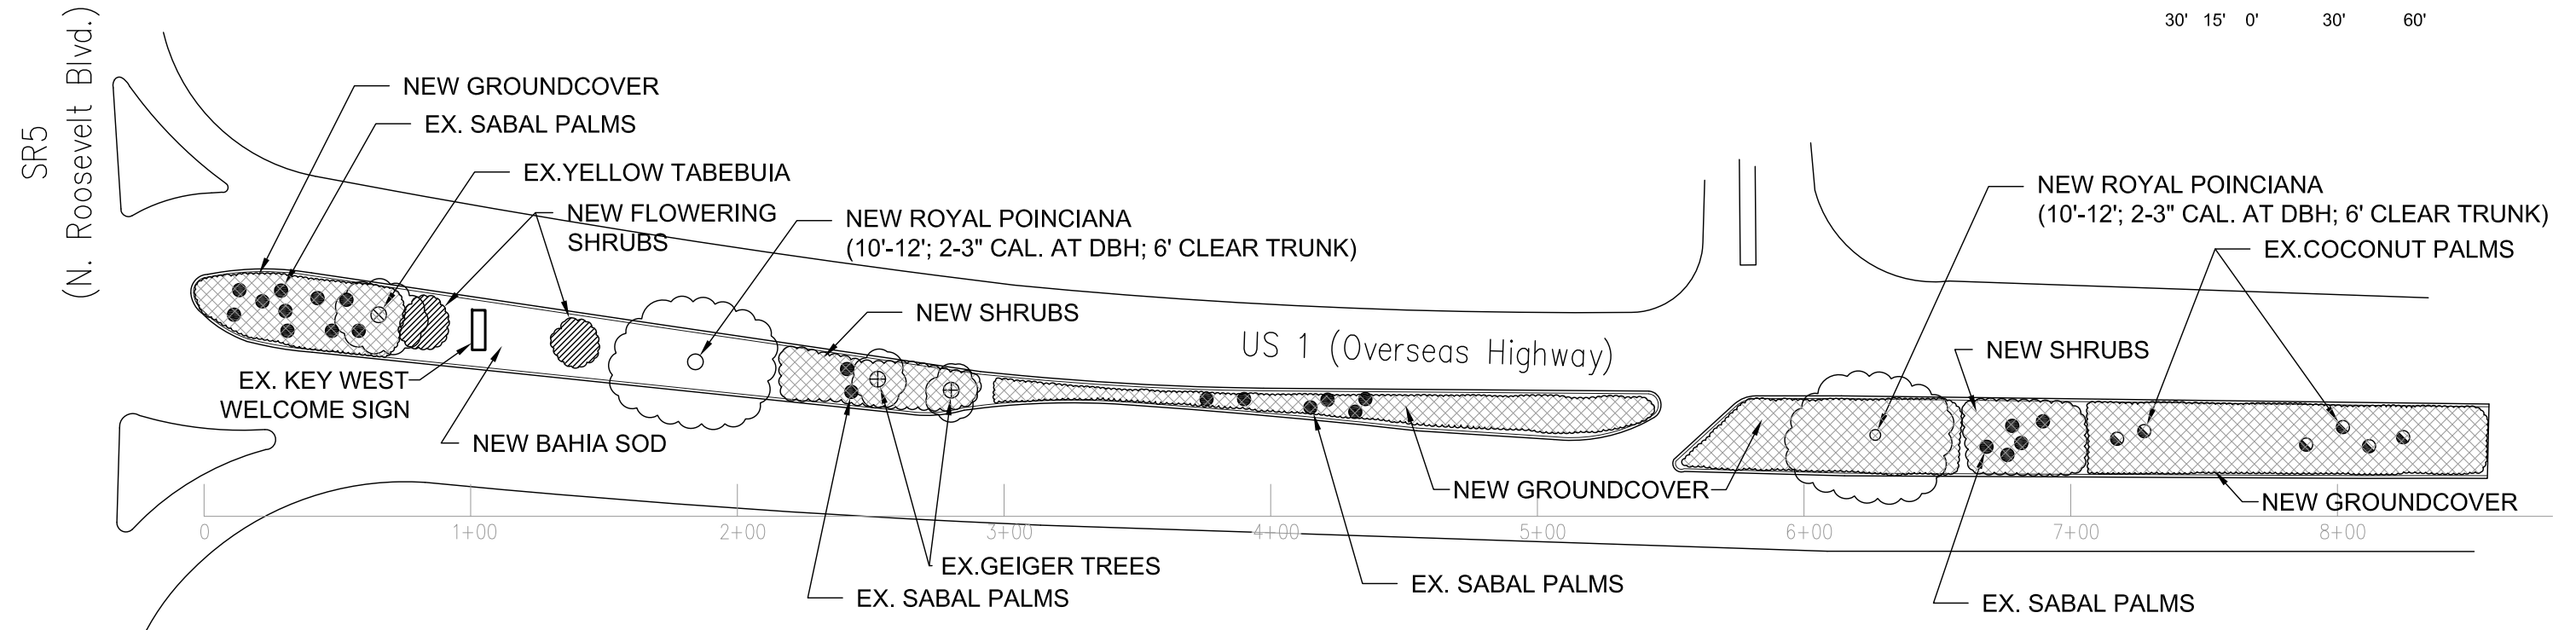 30' 15' 0' 30' 60'
SR5
(N. Roosevelt Blvd.)
NEW GROUNDCOVER
EX. SABAL PALMS
EX.YELLOW TABEBUIA
NEW FLOWERING
SHRUBS
NEW ROYAL POINCIANA
(10'-12'; 2-3" CAL. AT DBH; 6' CLEAR TRUNK)
NEW SHRUBS
US 1 (Overseas Highway)
NEW ROYAL POINCIANA
(10'-12'; 2-3" CAL. AT DBH; 6' CLEAR TRUNK)
EX.COCONUT PALMS
NEW SHRUBS
EX. KEY WEST
WELCOME SIGN
NEW BAHIA SOD
NEW GROUNDCOVER
NEW GROUNDCOVER
0 1+00 2+00 3+00 4+00 5+00 6+00 7+00 8+00
EX.GEIGER TREES
EX. SABAL PALMS
EX. SABAL PALMS
EX. SABAL PALMS